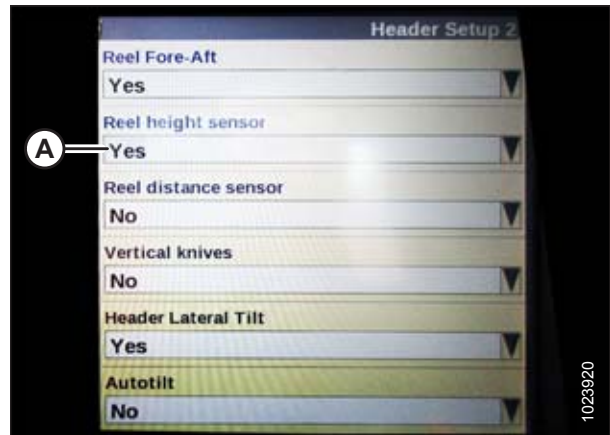 Header Setup 2
Reel Fore-Aft
Yes
Reel height sensor
A
Yes
Reel distance sensor
No
Vertical knives
No
Header Lateral Tilt
Yes
Autotilt
No
1023920